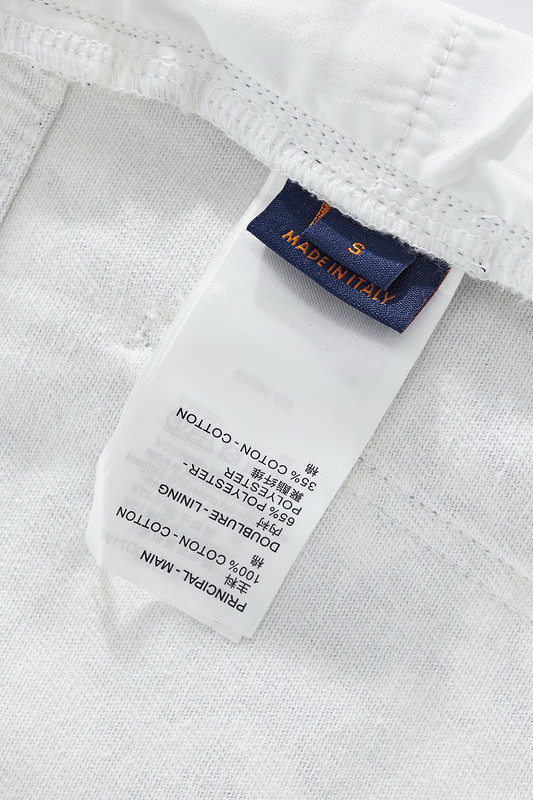 S
MADE IN ITALY
PRINCIPAL - MAIN
主料
100% COTON - COTTON
棉
DOUBLURE - LINING
内衬
65% POLYESTER -
POLYESTER
聚酯纤维
35% COTON - COTTON
棉